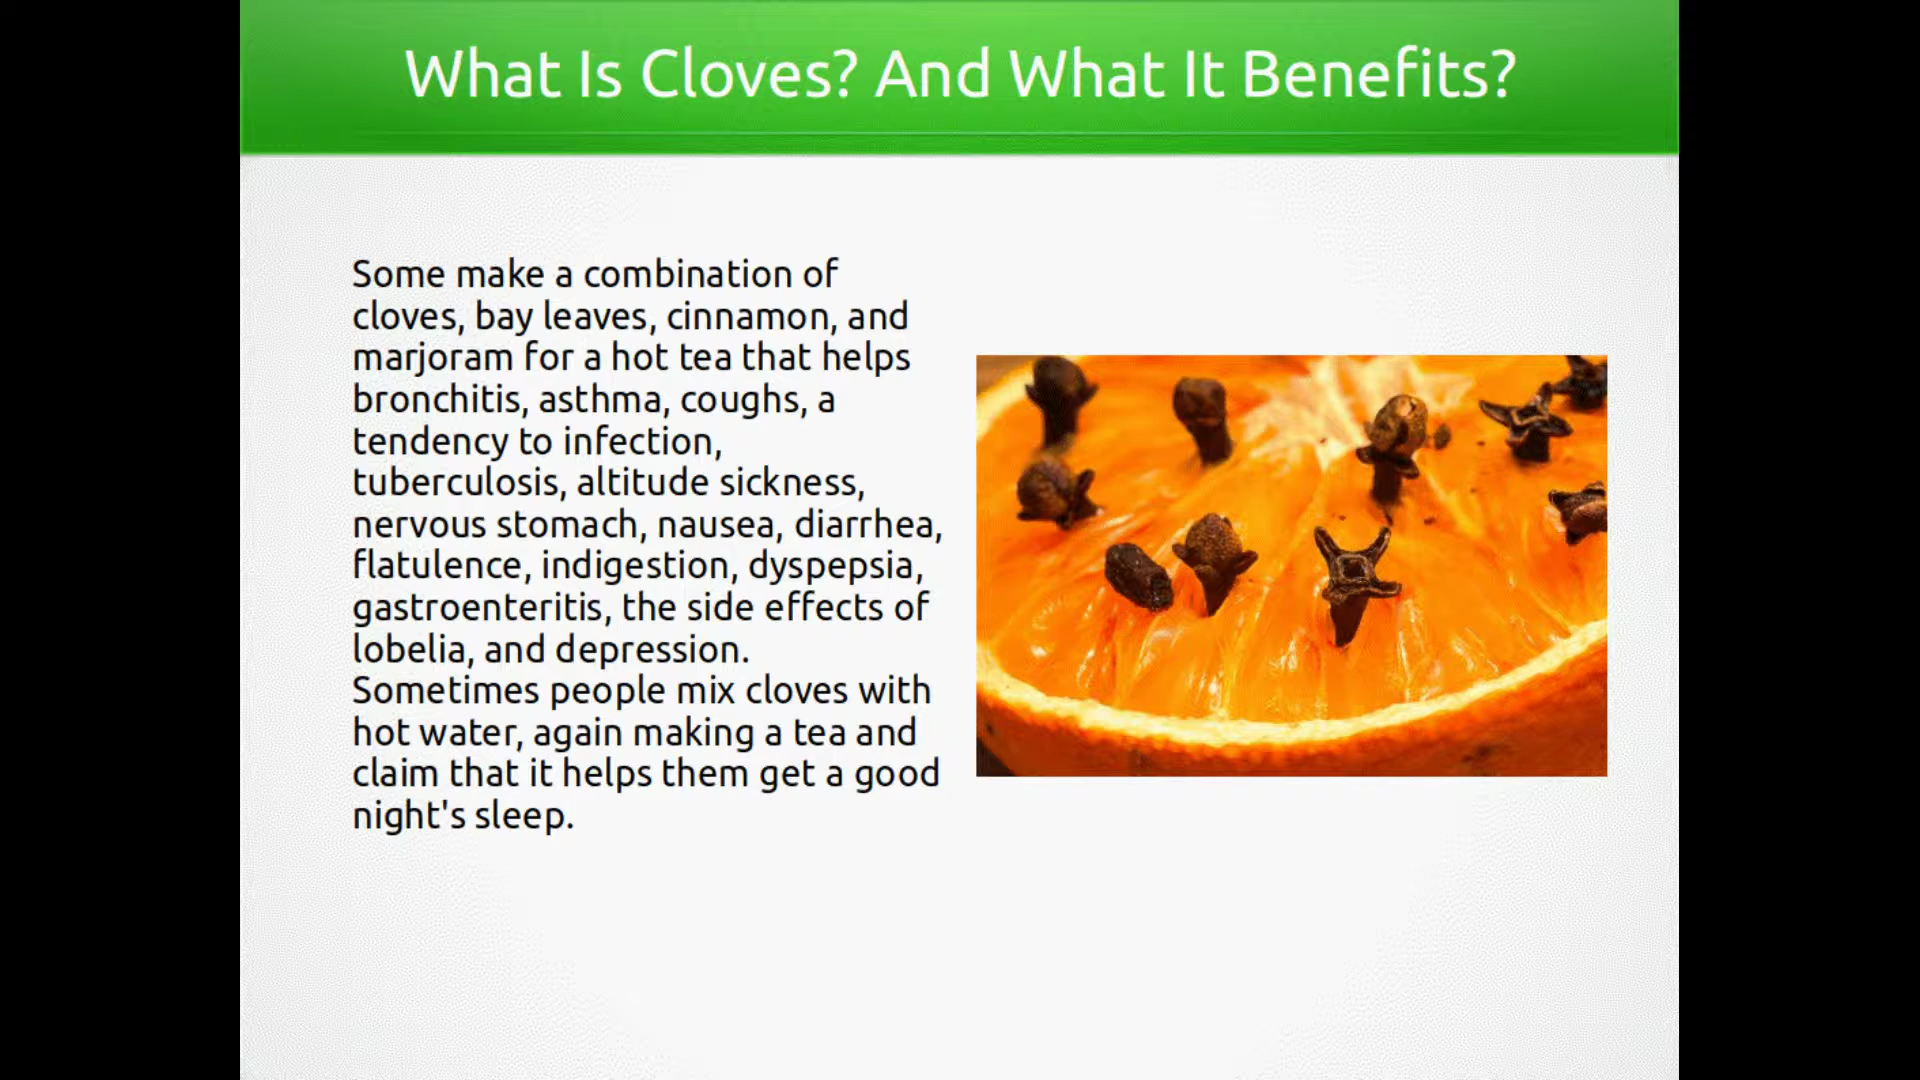 What Is Cloves? And What It Benefits?
Some make a combination of
cloves, bay leaves, cinnamon, and
marjoram for a hot tea that helps
bronchitis, asthma, coughs, a
tendency to infection,
tuberculosis, altitude sickness,
nervous stomach, nausea, diarrhea,
flatulence, indigestion, dyspepsia,
gastroenteritis, the side effects of
lobelia, and depression.
Sometimes people mix cloves with
hot water, again making a tea and
claim that it helps them get a good
night's sleep.